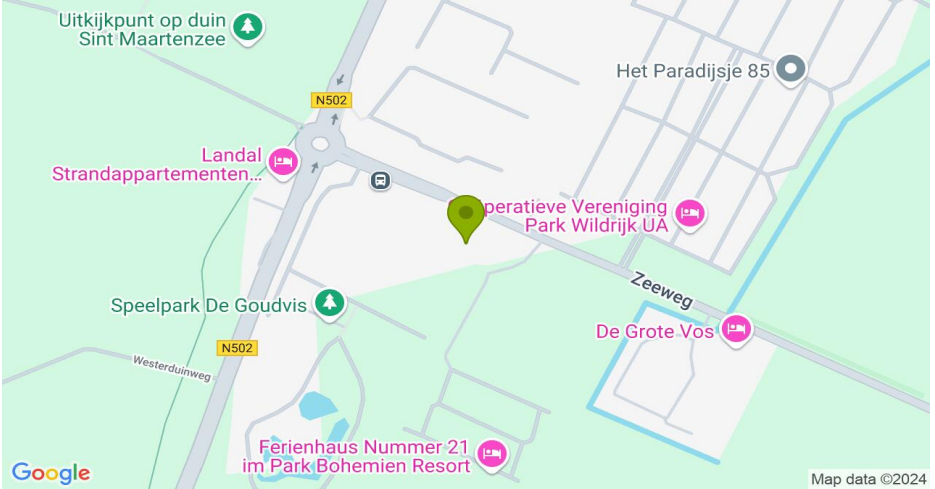 Uitkijkpunt op duin
Sint Maartenzee
Het Paradijsje 85
N502
Landal
Strandappartementen...
peratieve Vereniging
Park Wildrijk UA
Zeeweg
Speelpark De Goudvis
De Grote Vos
N502
Westerduinweg
Ferienhaus Nummer 21
im Park Bohemien Resort
Google
Map data ©2024